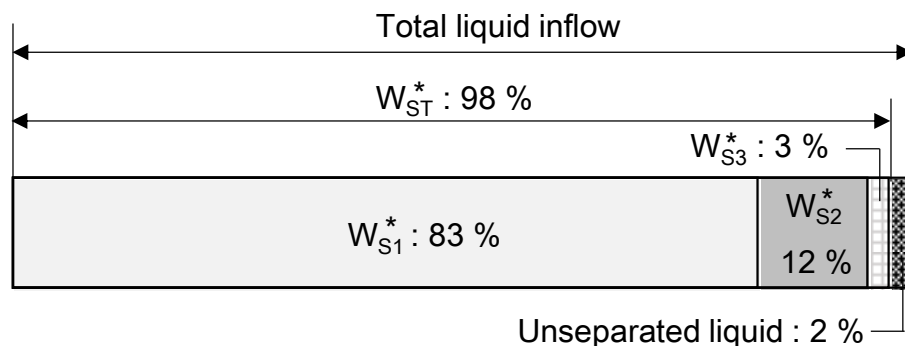 Total liquid inflow
W*ST : 98 %
W*S3 : 3 %
W*S1 : 83 %
W*S2
12 %
Unseparated liquid : 2 %